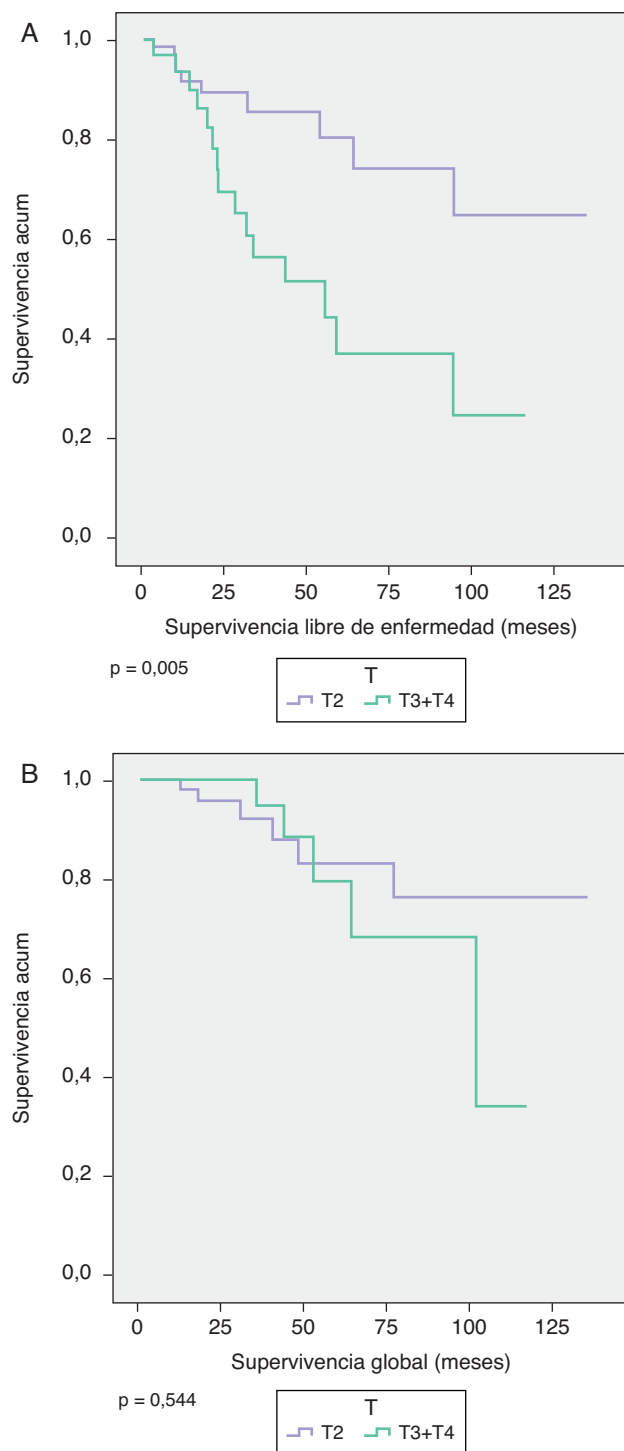 A
1,0
0,8
0,6
0,4
0,2
0,0
Supervivencia acum
0 25 50 75 100 125
Supervivencia libre de enfermedad (meses)
p = 0,005
T
T2 T3+T4
B
1,0
0,8
0,6
0,4
0,2
0,0
Supervivencia acum
0 25 50 75 100 125
Supervivencia global (meses)
p = 0,544
T
T2 T3+T4